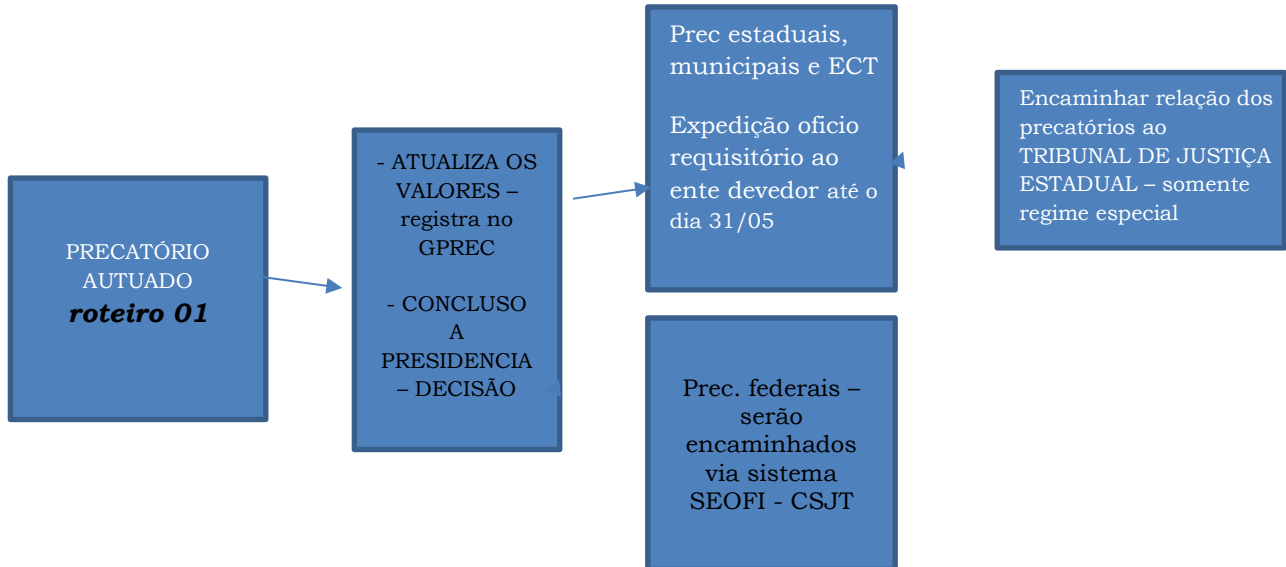 PRECATÓRIO
AUTUADO
roteiro 01
- ATUALIZA OS
VALORES –
registra no
GPREC
- CONCLUSO
A
PRESIDENCIA
– DECISÃO
Prec estaduais,
municipais e ECT
Expedição oficio
requisitório ao
ente devedor até o
dia 31/05
Prec. federais –
serão
encaminhados
via sistema
SEOFI - CSJT
Encaminhar relação dos
precatórios ao
TRIBUNAL DE JUSTIÇA
ESTADUAL – somente
regime especial